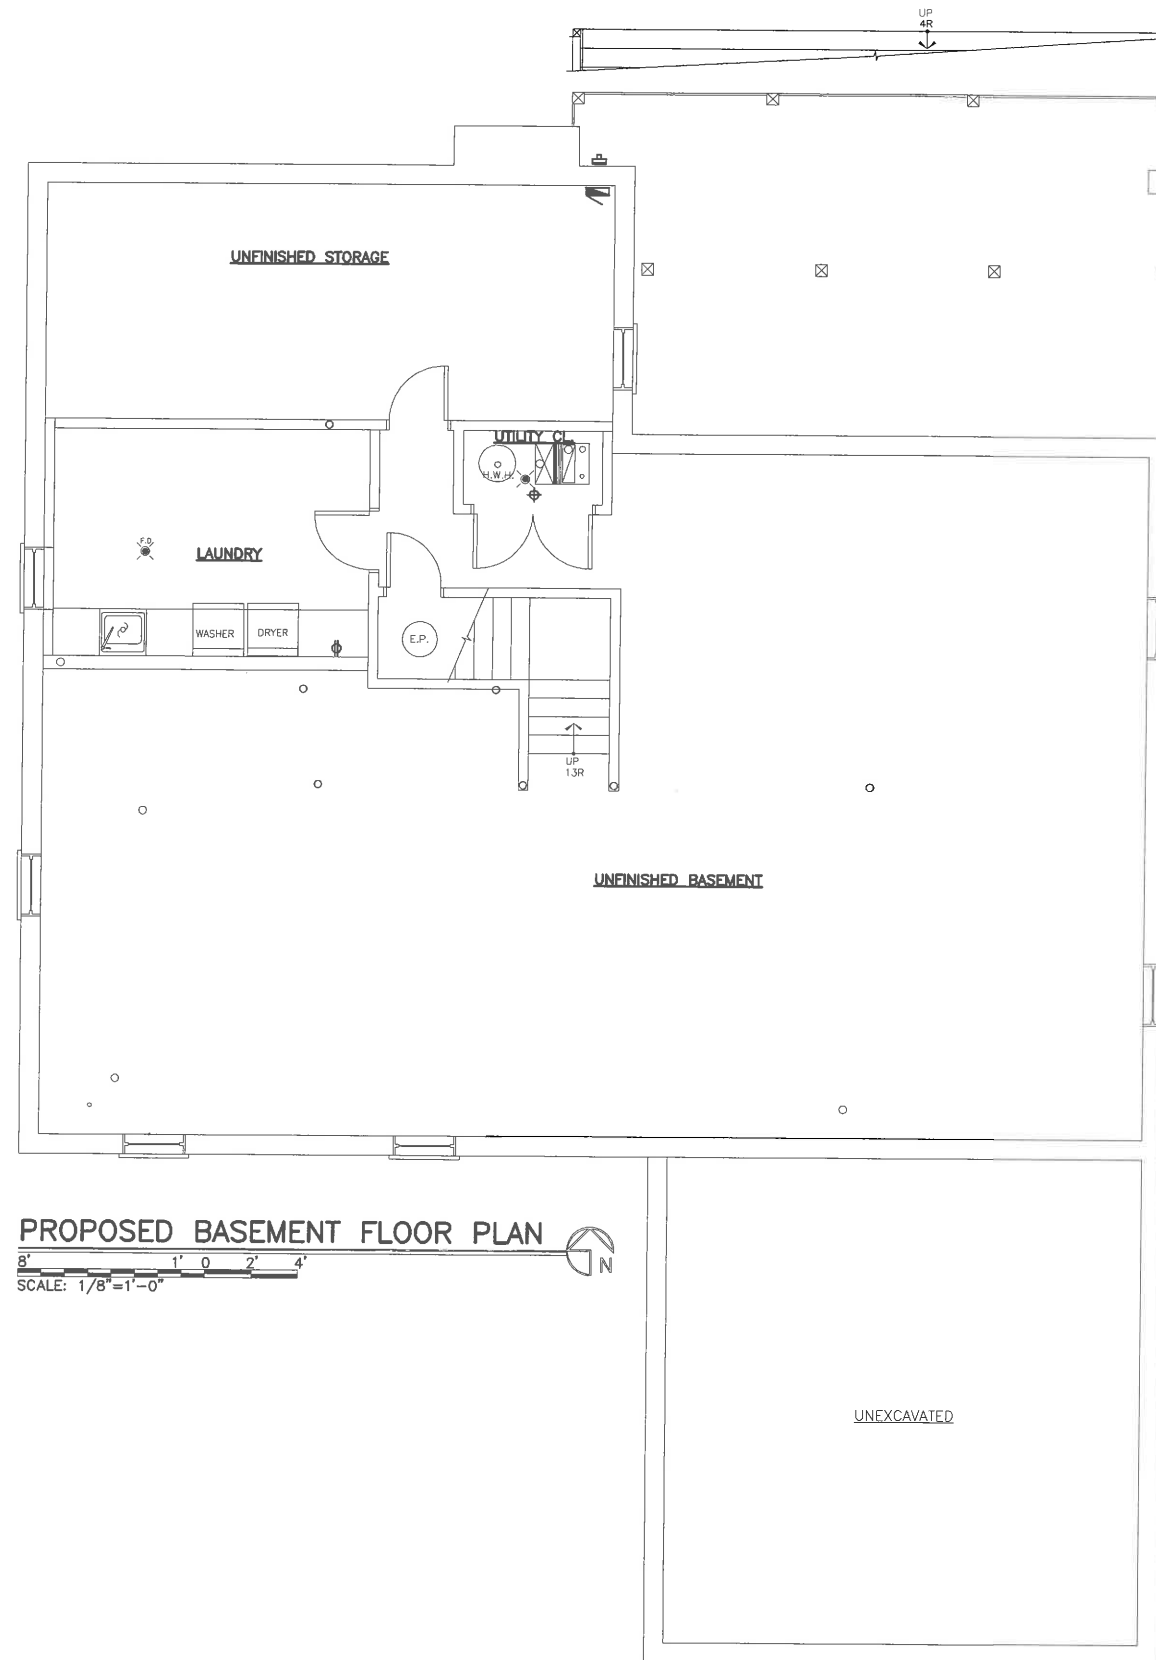 UP
4R
UNFINISHED STORAGE
UTILITY CL.
H.W.H.
F.D.
LAUNDRY
WASHER
DRYER
E.P.
UP
13R
UNFINISHED BASEMENT
PROPOSED BASEMENT FLOOR PLAN
N
8' 1' 0 2' 4'
SCALE: 1/8"=1'-0"
UNEXCAVATED